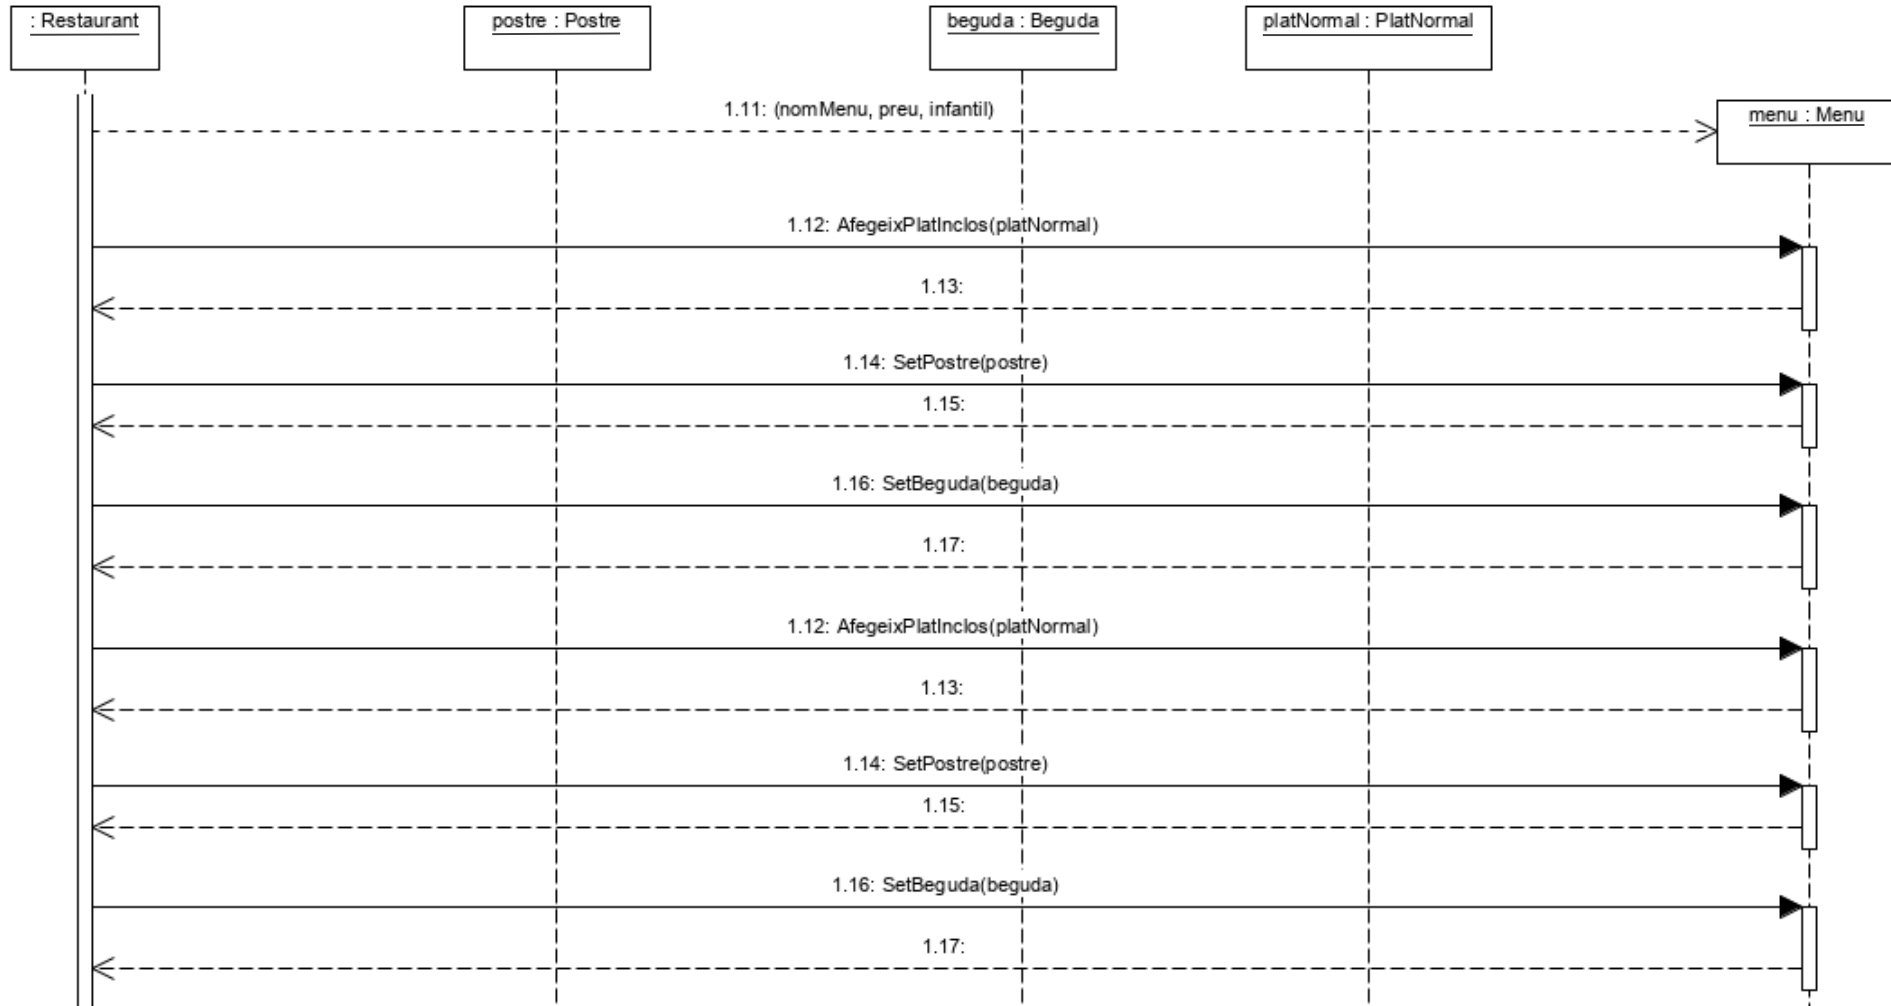 : Restaurant
postre : Postre
beguda : Beguda
platNormal : PlatNormal
1.11: (nomMenu, preu, infantil)
menu : Menu
1.12: AfegeixPlatInclos(platNormal)
1.13:
1.14: SetPostre(postre)
1.15:
1.16: SetBeguda(beguda)
1.17:
1.12: AfegeixPlatInclos(platNormal)
1.13:
1.14: SetPostre(postre)
1.15:
1.16: SetBeguda(beguda)
1.17: